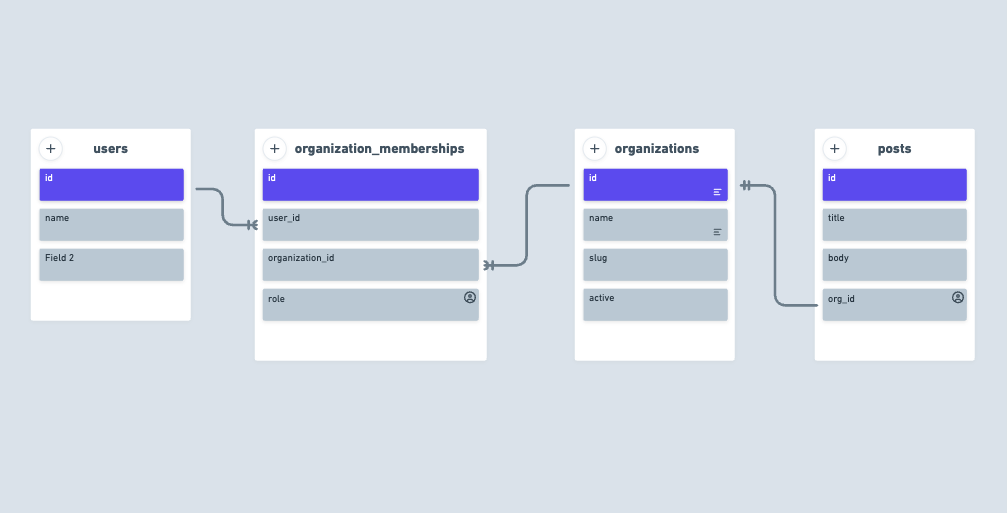 users
id
name
Field 2
organization_memberships
id
user_id
organization_id
role
organizations
id
name
slug
active
posts
id
title
body
org_id